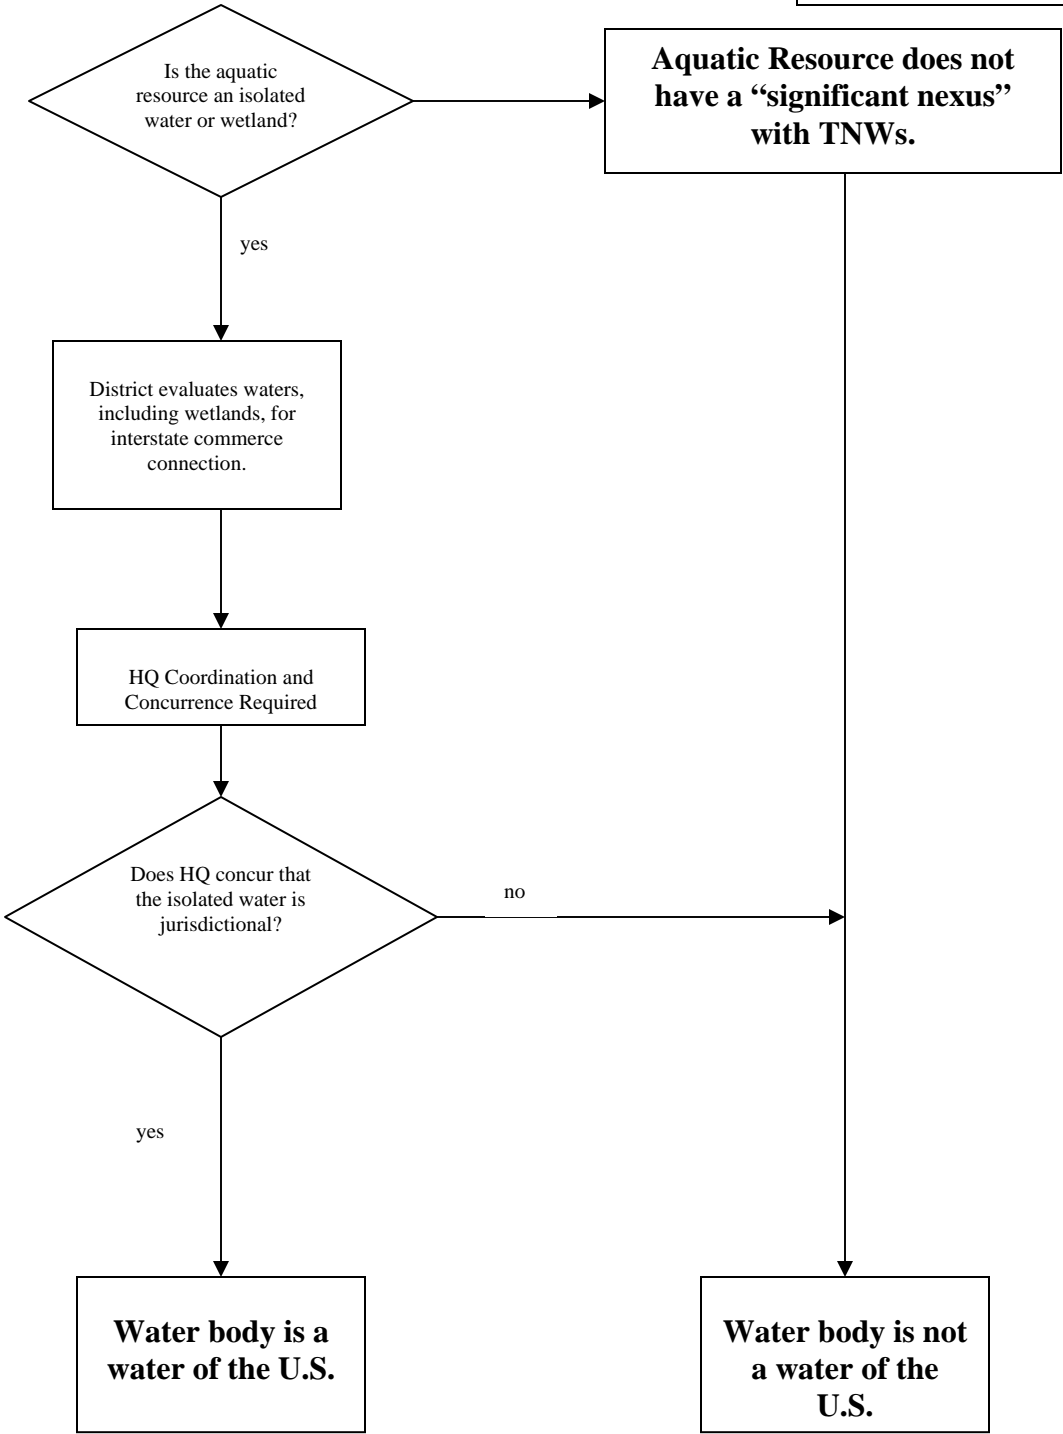 Is the aquatic
resource an isolated
water or wetland?
Aquatic Resource does not
have a “significant nexus”
with TNWs.
yes
District evaluates waters,
including wetlands, for
interstate commerce
connection.
HQ Coordination and
Concurrence Required
Does HQ concur that
the isolated water is
jurisdictional?
no
yes
Water body is a
water of the U.S.
Water body is not
a water of the
U.S.